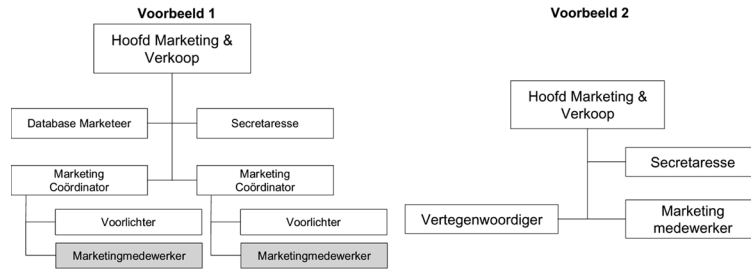 Voorbeeld 1
Hoofd Marketing &
Verkoop
Database Marketeer
Secretaresse
Marketing
Coördinator
Marketing
Coördinator
Voorlichter
Voorlichter
Marketingmedewerker
Marketingmedewerker
Voorbeeld 2
Hoofd Marketing &
Verkoop
Secretaresse
Vertegenwoordiger
Marketing
medewerker